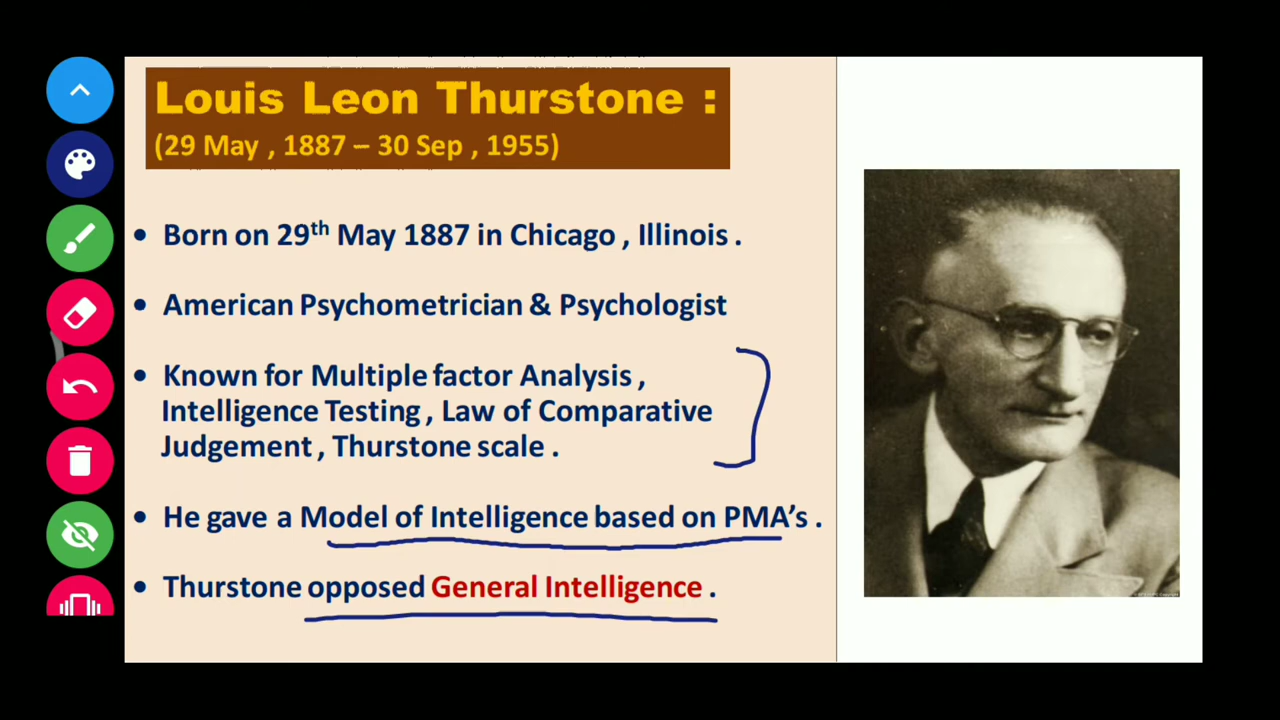 Louis Leon Thurstone :
(29 May , 1887 – 30 Sep , 1955)
• Born on 29th May 1887 in Chicago , Illinois .
• American Psychometrician & Psychologist
• Known for Multiple factor Analysis ,
Intelligence Testing , Law of Comparative
Judgement , Thurstone scale .
• He gave a Model of Intelligence based on PMA’s .
• Thurstone opposed General Intelligence .